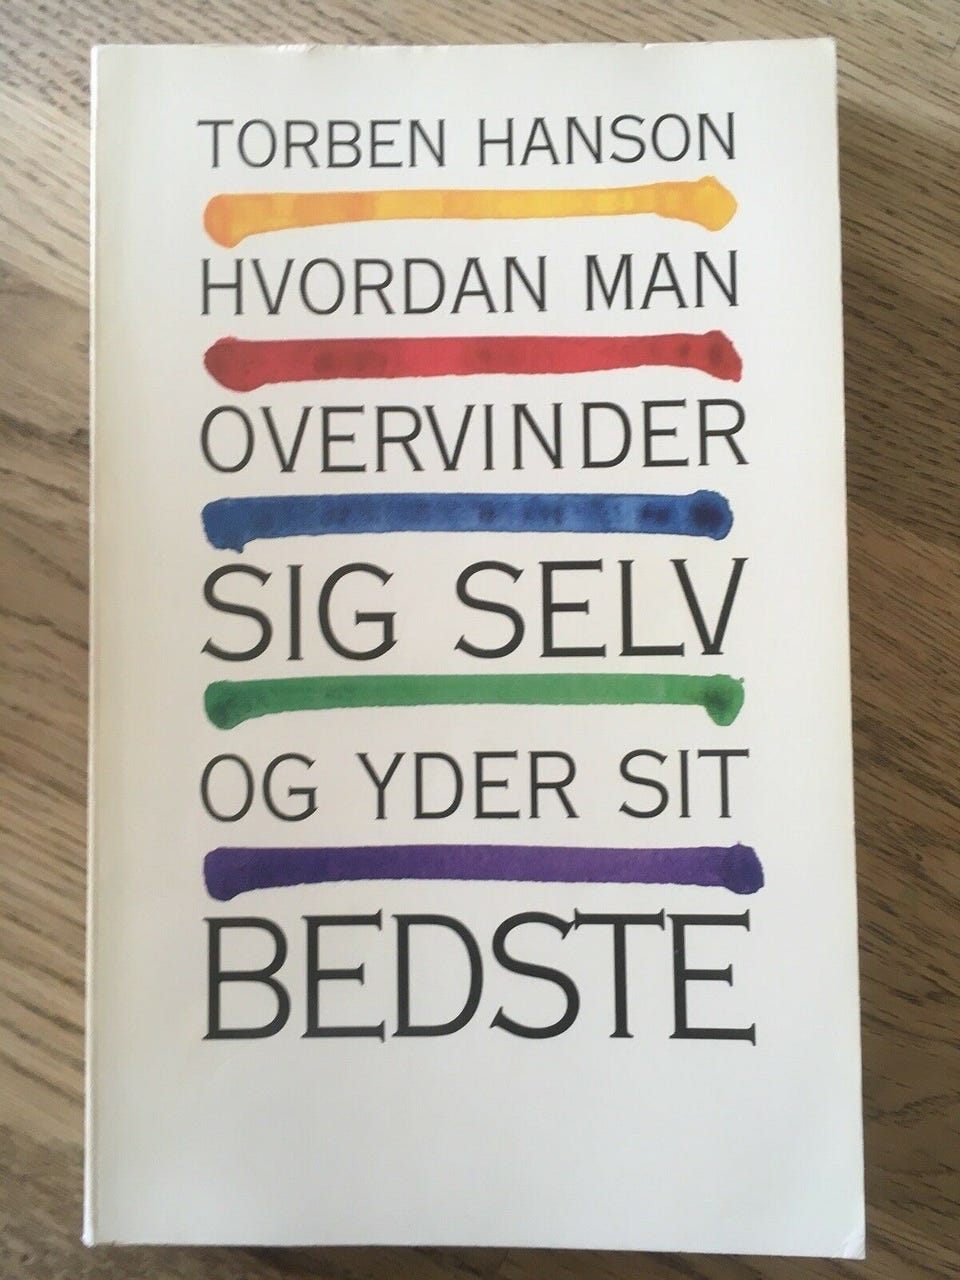 TORBEN HANSON
HVORDAN MAN
OVERVINDER
SIG SELV
OG YDER SIT
BEDSTE